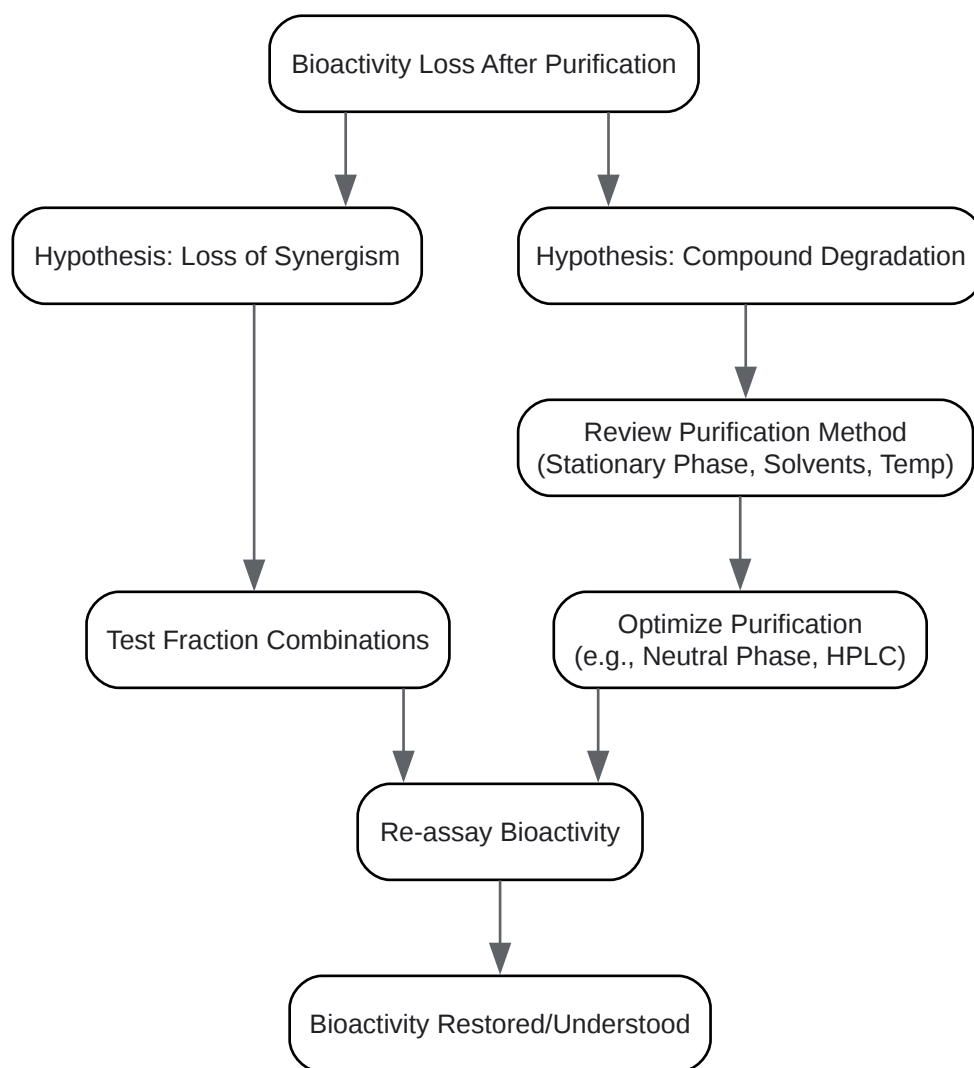 Bioactivity Loss After Purification
Hypothesis: Loss of Synergism
Hypothesis: Compound Degradation
Review Purification Method
(Stationary Phase, Solvents, Temp)
Test Fraction Combinations
Optimize Purification
(e.g., Neutral Phase, HPLC)
Re-assay Bioactivity
Bioactivity Restored/Understood